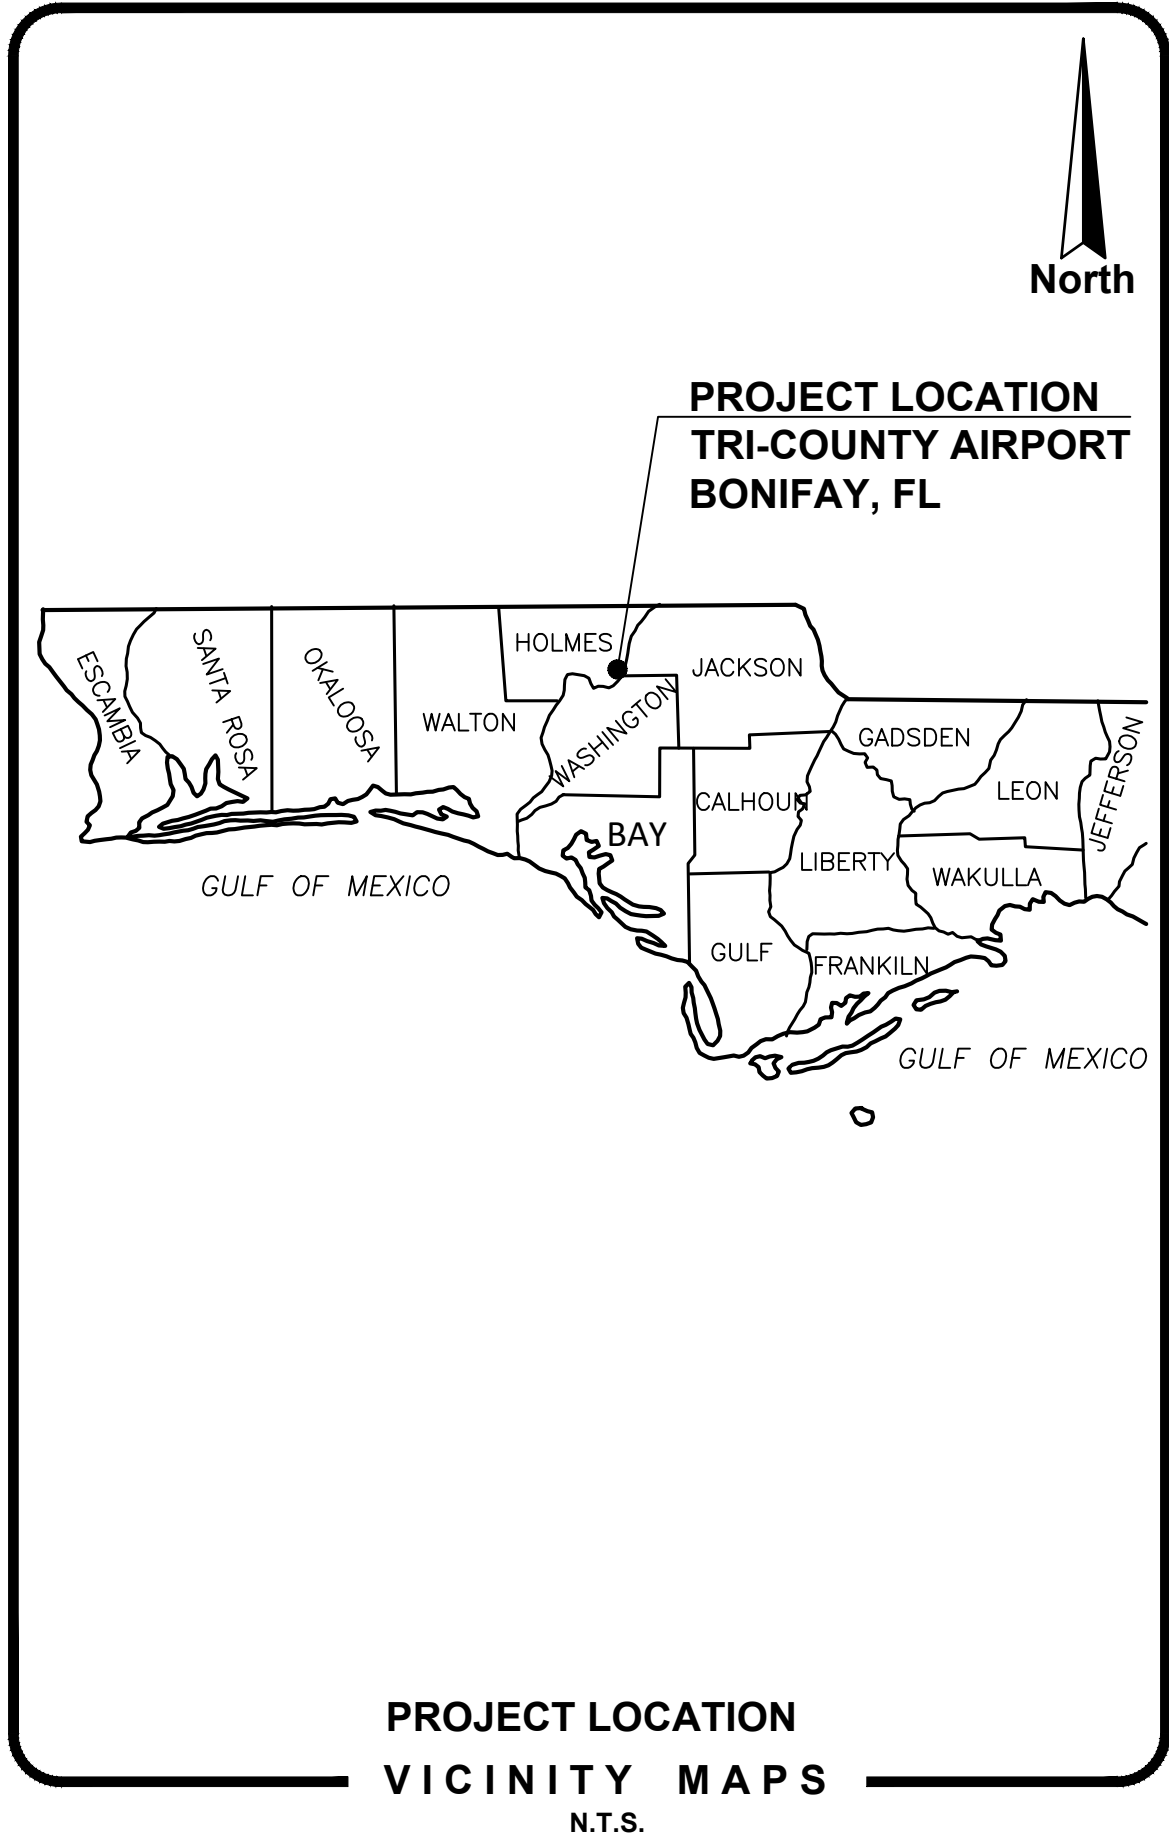 North
PROJECT LOCATION
TRI-COUNTY AIRPORT
BONIFAY, FL
HOLMES
JACKSON
ESCAMBIA
SANTA ROSA
OKALOOSA
WALTON
WASHINGTON
GADSDEN
LEON
JEFFERSON
CALHOUN
BAY
LIBERTY
WAKULLA
GULF OF MEXICO
GULF
FRANKILN
GULF OF MEXICO
PROJECT LOCATION
VICINITY MAPS
N.T.S.